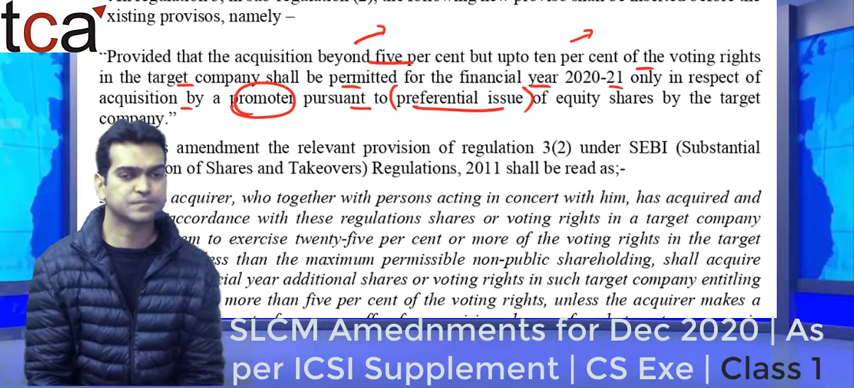 tca
existing provisos, namely –
“Provided that the acquisition beyond five per cent but upto ten per cent of the voting rights
in the target company shall be permitted for the financial year 2020-21 only in respect of
acquisition by a promoter pursuant to preferential issue of equity shares by the target
company.”
amendment the relevant provision of regulation 3(2) under SEBI (Substantial
of Shares and Takeovers) Regulations, 2011 shall be read as;-
acquirer, who together with persons acting in concert with him, has acquired and
accordance with these regulations shares or voting rights in a target company
to exercise twenty-five per cent or more of the voting rights in the target
than the maximum permissible non-public shareholding, shall acquire
year additional shares or voting rights in such target company entitling
more than five per cent of the voting rights, unless the acquirer makes a
SLCM Amednments for Dec 2020 | As
per ICSI Supplement | CS Exe | Class 1